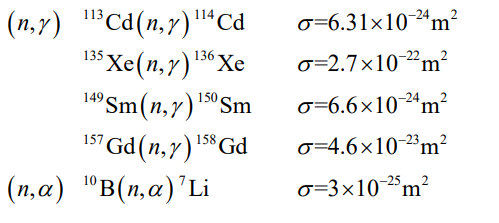 (n,γ) ¹¹³Cd(n,γ)¹¹⁴Cd σ=6.31×10⁻²⁴m²
¹³⁵Xe(n,γ)¹³⁶Xe σ=2.7×10⁻²²m²
¹⁴⁹Sm(n,γ)¹⁵⁰Sm σ=6.6×10⁻²⁴m²
¹⁵⁷Gd(n,γ)¹⁵⁸Gd σ=4.6×10⁻²³m²
(n,α) ¹⁰B(n,α)⁷Li σ=3×10⁻²⁵m²